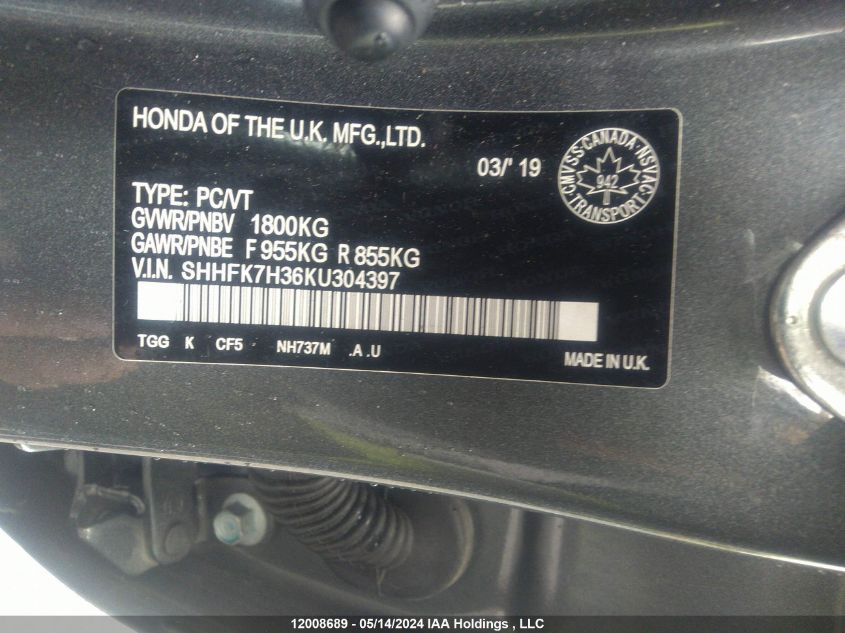 HONDA OF THE U.K. MFG.,LTD.
03/' 19
CMVSS·CANADA·NSVAC
942
TRANSPORT
TYPE: PC/VT
GVWR/PNBV 1800KG
GAWR/PNBE F 955KG R 855KG
V.I.N. SHHFK7H36KU304397
TGG K CF5 NH737M .A .U
MADE IN U.K.
12008689 - 05/14/2024 IAA Holdings , LLC